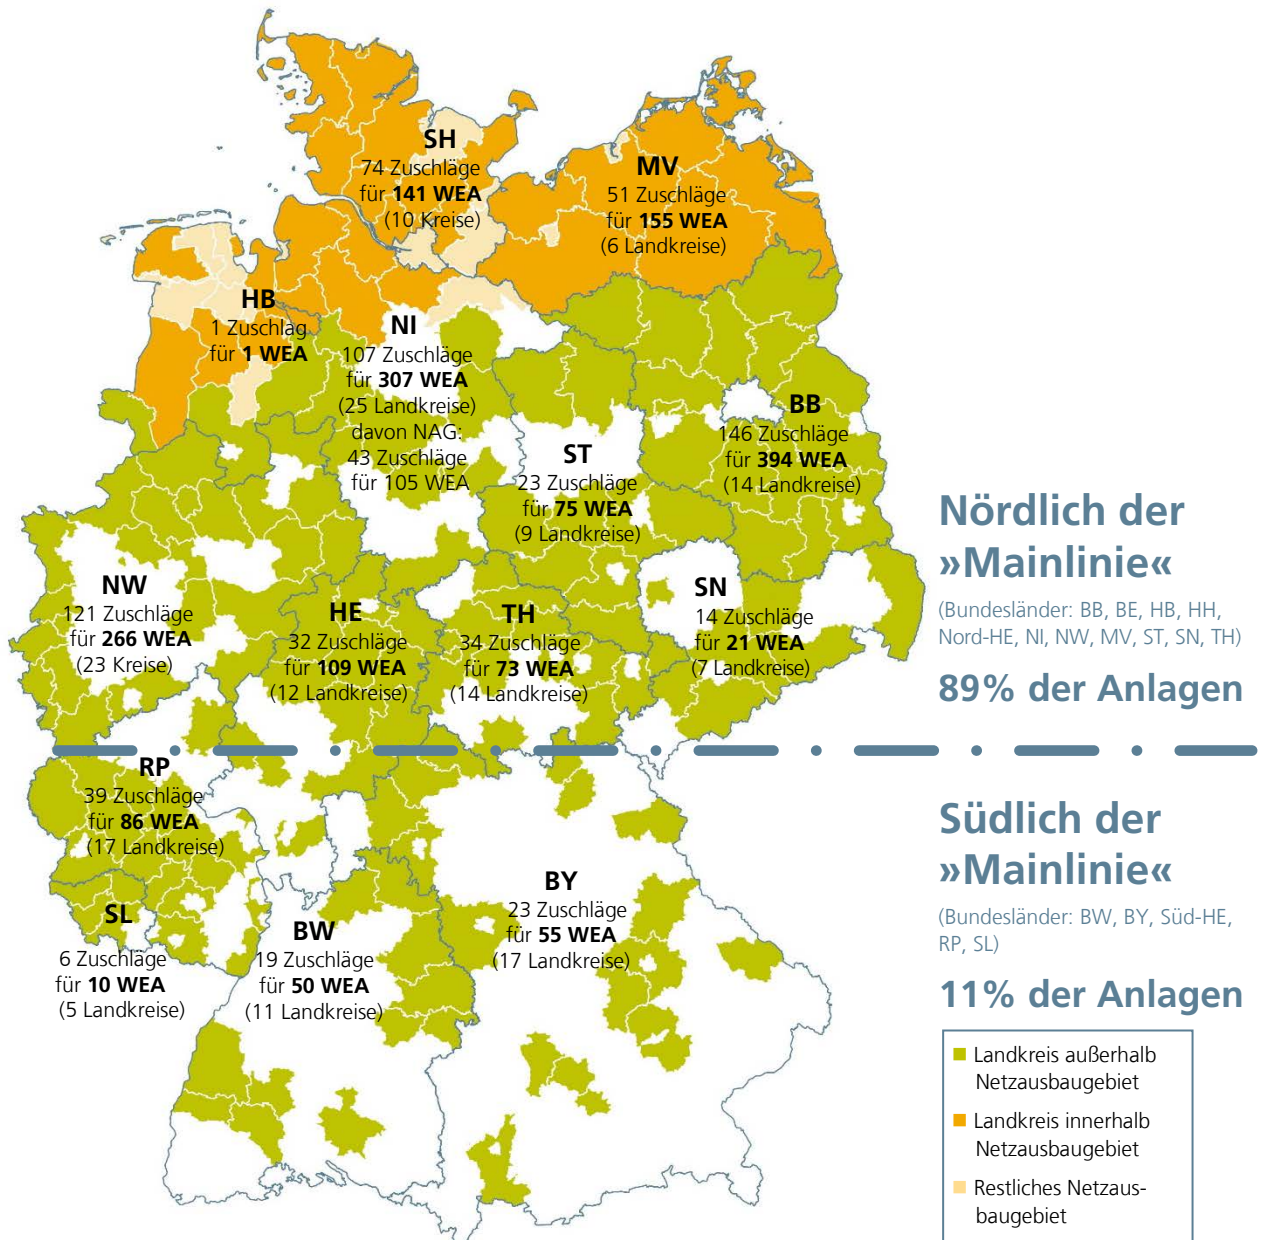 SH
74 Zuschläge
für 141 WEA
(10 Kreise)
MV
51 Zuschläge
für 155 WEA
(6 Landkreise)
HB
1 Zuschlag
für 1 WEA
NI
107 Zuschläge
für 307 WEA
(25 Landkreise)
davon NAG:
43 Zuschläge
für 105 WEA
BB
146 Zuschläge
für 394 WEA
(14 Landkreise)
ST
23 Zuschläge
für 75 WEA
(9 Landkreise)
NW
121 Zuschläge
für 266 WEA
(23 Kreise)
HE
32 Zuschläge
für 109 WEA
(12 Landkreise)
TH
34 Zuschläge
für 73 WEA
(14 Landkreise)
SN
14 Zuschläge
für 21 WEA
(7 Landkreise)
Nördlich der
»Mainlinie«
(Bundesländer: BB, BE, HB, HH,
Nord-HE, NI, NW, MV, ST, SN, TH)
89% der Anlagen
RP
39 Zuschläge
für 86 WEA
(17 Landkreise)
SL
6 Zuschläge
für 10 WEA
(5 Landkreise)
BW
19 Zuschläge
für 50 WEA
(11 Landkreise)
BY
23 Zuschläge
für 55 WEA
(17 Landkreise)
Südlich der
»Mainlinie«
(Bundesländer: BW, BY, Süd-HE,
RP, SL)
11% der Anlagen
Landkreis außerhalb
Netzausbaugebiet
Landkreis innerhalb
Netzausbaugebiet
Restliches Netzaus-
baugebiet